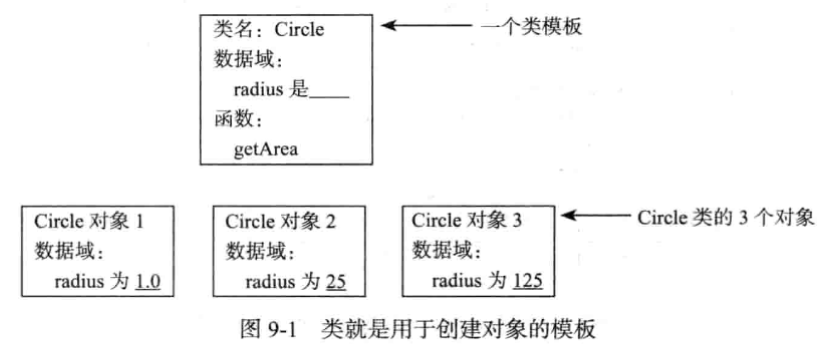 类名：Circle
一个类模板
数据域：
radius 是____
函数：
getArea
Circle 对象 1
数据域：
radius 为 1.0
Circle 对象 2
数据域：
radius 为 25
Circle 对象 3
数据域：
radius 为 125
Circle 类的 3 个对象
图 9-1 类就是用于创建对象的模板